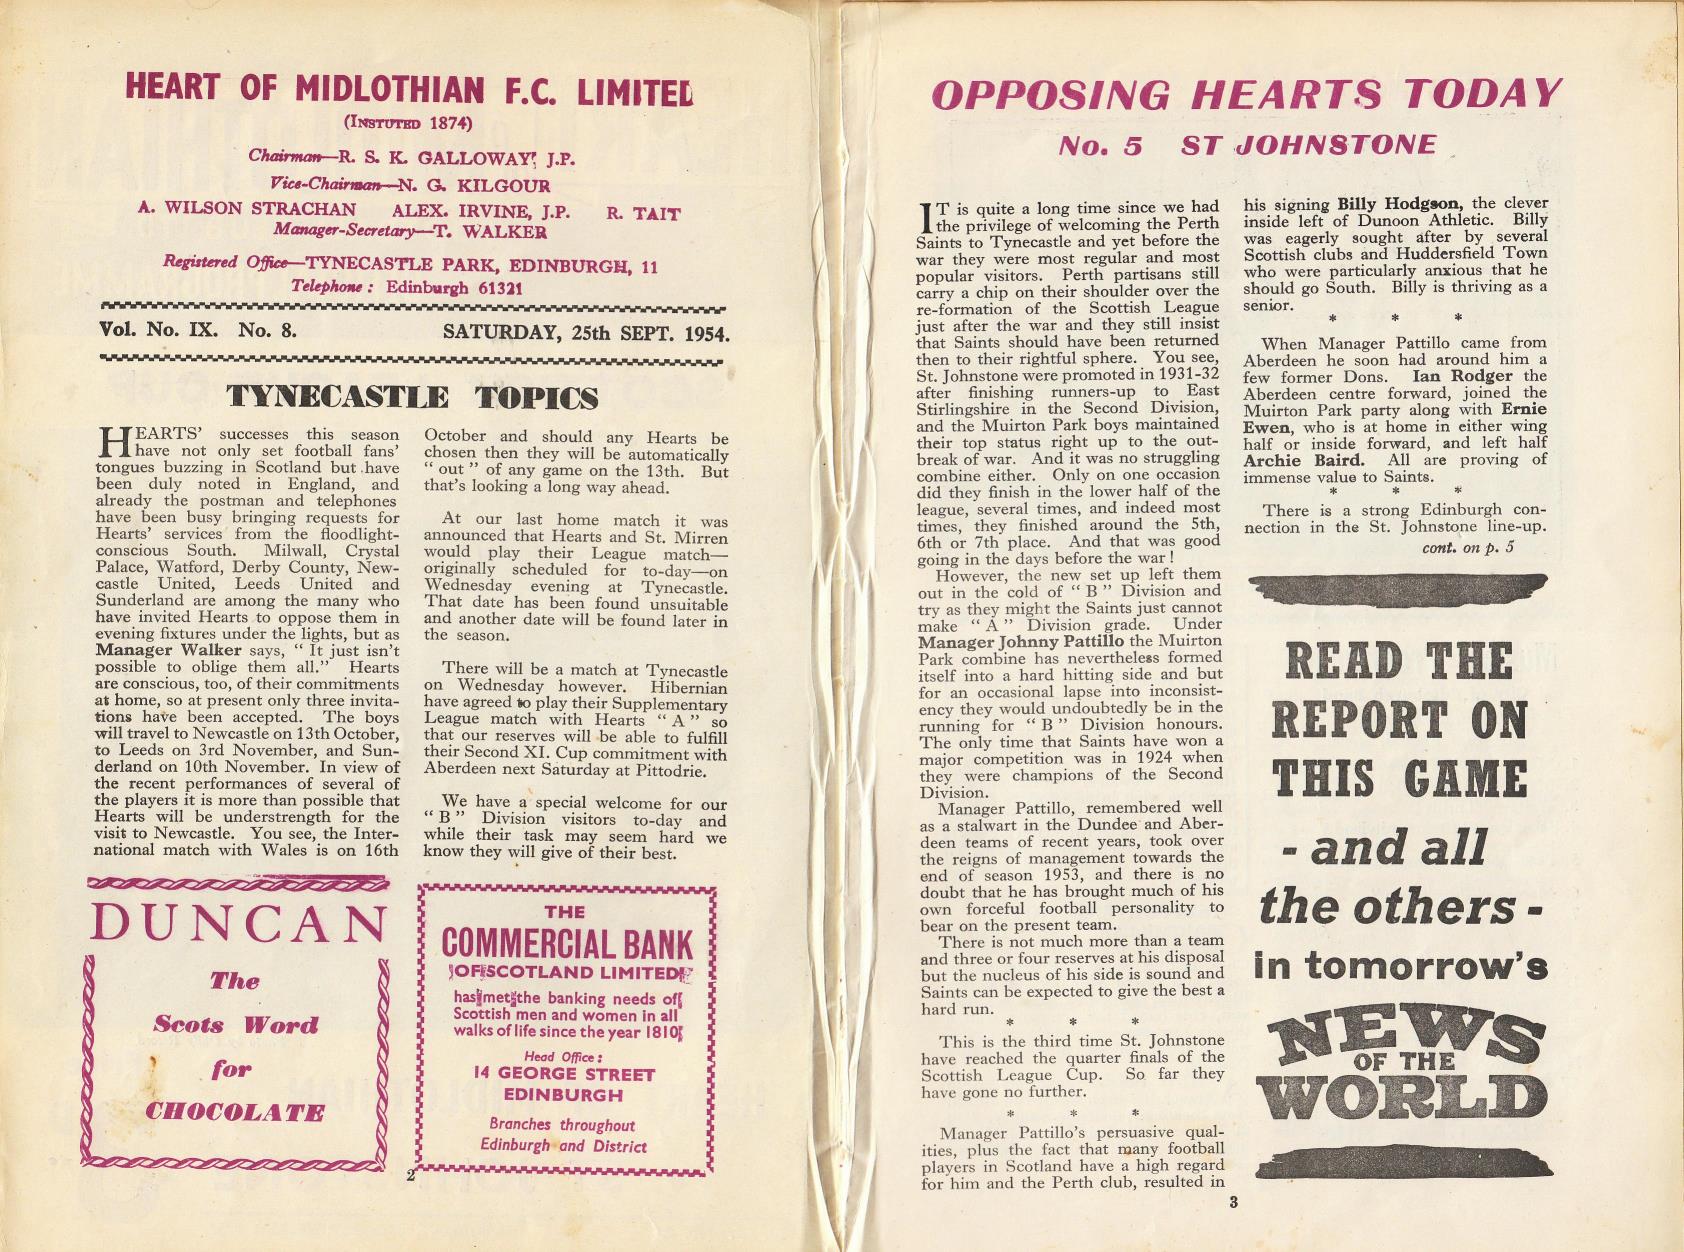 HEART OF MIDLOTHIAN F.C. LIMITED
(INSTUTED 1874)
Chairman—R. S. K. GALLOWAY, J.P.
Vice-Chairman—N. G. KILGOUR
A. WILSON STRACHAN ALEX. IRVINE, J.P. R. TAIT
Manager-Secretary—T. WALKER
Registered Office—TYNECASTLE PARK, EDINBURGH, 11
Telephone : Edinburgh 61321
Vol. No. IX. No. 8. SATURDAY, 25th SEPT. 1954.
TYNECASTLE TOPICS
HEARTS' successes this season
have not only set football fans'
tongues buzzing in Scotland but have
been duly noted in England, and
already the postman and telephones
have been busy bringing requests for
Hearts' services from the floodlight-
conscious South. Milwall, Crystal
Palace, Watford, Derby County, New-
castle United, Leeds United and
Sunderland are among the many who
have invited Hearts to oppose them in
evening fixtures under the lights, but as
Manager Walker says, " It just isn't
possible to oblige them all." Hearts
are conscious, too, of their commitments
at home, so at present only three invita-
tions have been accepted. The boys
will travel to Newcastle on 13th October,
to Leeds on 3rd November, and Sun-
derland on 10th November. In view of
the recent performances of several of
the players it is more than possible that
Hearts will be understrength for the
visit to Newcastle. You see, the Inter-
national match with Wales is on 16th
October and should any Hearts be
chosen then they will be automatically
" out " of any game on the 13th. But
that's looking a long way ahead.
At our last home match it was
announced that Hearts and St. Mirren
would play their League match—
originally scheduled for to-day—on
Wednesday evening at Tynecastle.
That date has been found unsuitable
and another date will be found later in
the season.
There will be a match at Tynecastle
on Wednesday however. Hibernian
have agreed to play their Supplementary
League match with Hearts " A " so
that our reserves will be able to fulfill
their Second XI. Cup commitment with
Aberdeen next Saturday at Pittodrie.
We have a special welcome for our
" B " Division visitors to-day and
while their task may seem hard we
know they will give of their best.
DUNCAN
The
Scots Word
for
CHOCOLATE
THE
COMMERCIAL BANK
OF SCOTLAND LIMITED
has met the banking needs of
Scottish men and women in all
walks of life since the year 1810
Head Office :
14 GEORGE STREET
EDINBURGH
Branches throughout
Edinburgh and District
2
OPPOSING HEARTS TODAY
No. 5 ST JOHNSTONE
IT is quite a long time since we had
the privilege of welcoming the Perth
Saints to Tynecastle and yet before the
war they were most regular and most
popular visitors. Perth partisans still
carry a chip on their shoulder over the
re-formation of the Scottish League
just after the war and they still insist
that Saints should have been returned
then to their rightful sphere. You see,
St. Johnstone were promoted in 1931-32
after finishing runners-up to East
Stirlingshire in the Second Division,
and the Muirton Park boys maintained
their top status right up to the out-
break of war. And it was no struggling
combine either. Only on one occasion
did they finish in the lower half of the
league, several times, and indeed most
times, they finished around the 5th,
6th or 7th place. And that was good
going in the days before the war !
However, the new set up left them
out in the cold of " B " Division and
try as they might the Saints just cannot
make " A " Division grade. Under
Manager Johnny Pattillo the Muirton
Park combine has nevertheless formed
itself into a hard hitting side and but
for an occasional lapse into inconsist-
ency they would undoubtedly be in the
running for " B " Division honours.
The only time that Saints have won a
major competition was in 1924 when
they were champions of the Second
Division.
Manager Pattillo, remembered well
as a stalwart in the Dundee and Aber-
deen teams of recent years, took over
the reigns of management towards the
end of season 1953, and there is no
doubt that he has brought much of his
own forceful football personality to
bear on the present team.
There is not much more than a team
and three or four reserves at his disposal
but the nucleus of his side is sound and
Saints can be expected to give the best a
hard run.
* * *
This is the third time St. Johnstone
have reached the quarter finals of the
Scottish League Cup. So far they
have gone no further.
* * *
Manager Pattillo's persuasive qual-
ities, plus the fact that many football
players in Scotland have a high regard
for him and the Perth club, resulted in
his signing Billy Hodgson, the clever
inside left of Dunoon Athletic. Billy
was eagerly sought after by several
Scottish clubs and Huddersfield Town
who were particularly anxious that he
should go South. Billy is thriving as a
senior.
* * *
When Manager Pattillo came from
Aberdeen he soon had around him a
few former Dons. Ian Rodger the
Aberdeen centre forward, joined the
Muirton Park party along with Ernie
Ewen, who is at home in either wing
half or inside forward, and left half
Archie Baird. All are proving of
immense value to Saints.
* * *
There is a strong Edinburgh con-
nection in the St. Johnstone line-up.
cont. on p. 5
READ THE
REPORT ON
THIS GAME
- and all
the others -
in tomorrow's
NEWS
OF THE
WORLD
3